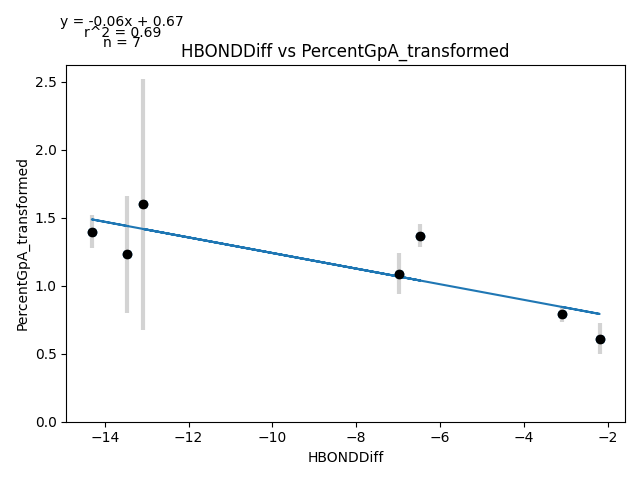 y = -0.06x + 0.67
r^2 = 0.69
n = 7
HBONDDiff vs PercentGpA_transformed
PercentGpA_transformed
2.5
2.0
1.5
1.0
0.5
0.0
−14
−12
−10
−8
−6
−4
−2
HBONDDiff